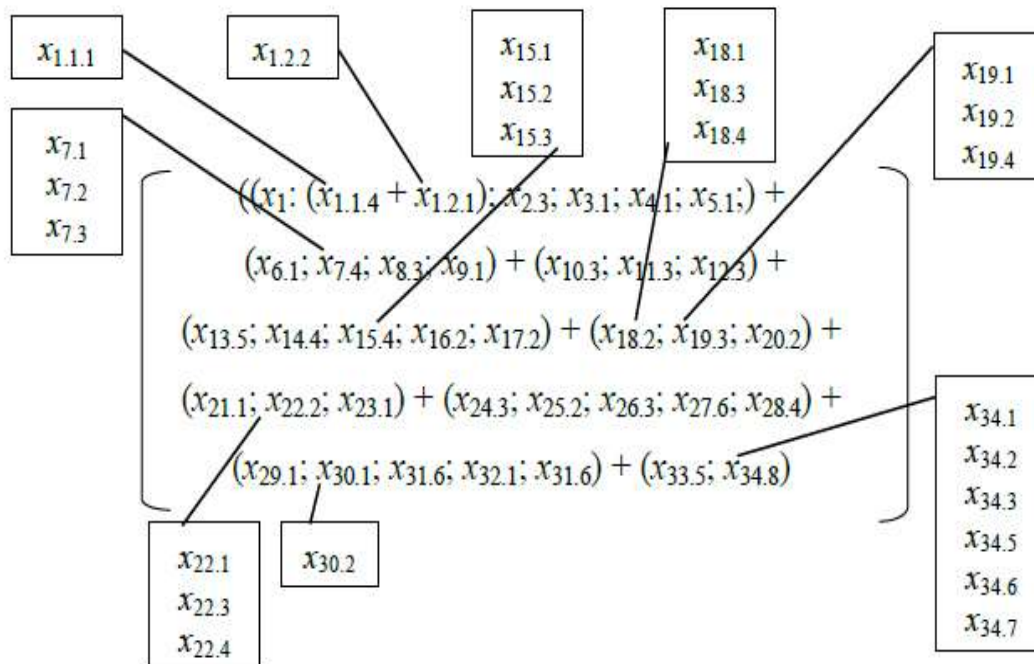 x1.1.1
x1.2.2
x15.1
x15.2
x15.3
x18.1
x18.3
x18.4
x19.1
x19.2
x19.4
x7.1
x7.2
x7.3
((x1: (x1.1.4 + x1.2.1); x2.3; x3.1; x4.1; x5.1;) +
(x6.1; x7.4; x8.3; x9.1) + (x10.3; x11.3; x12.3) +
(x13.5; x14.4; x15.4; x16.2; x17.2) + (x18.2; x19.3; x20.2) +
(x21.1; x22.2; x23.1) + (x24.3; x25.2; x26.3; x27.6; x28.4) +
(x29.1; x30.1; x31.6; x32.1; x31.6) + (x33.5; x34.8)
x34.1
x34.2
x34.3
x34.5
x34.6
x34.7
x22.1
x22.3
x22.4
x30.2